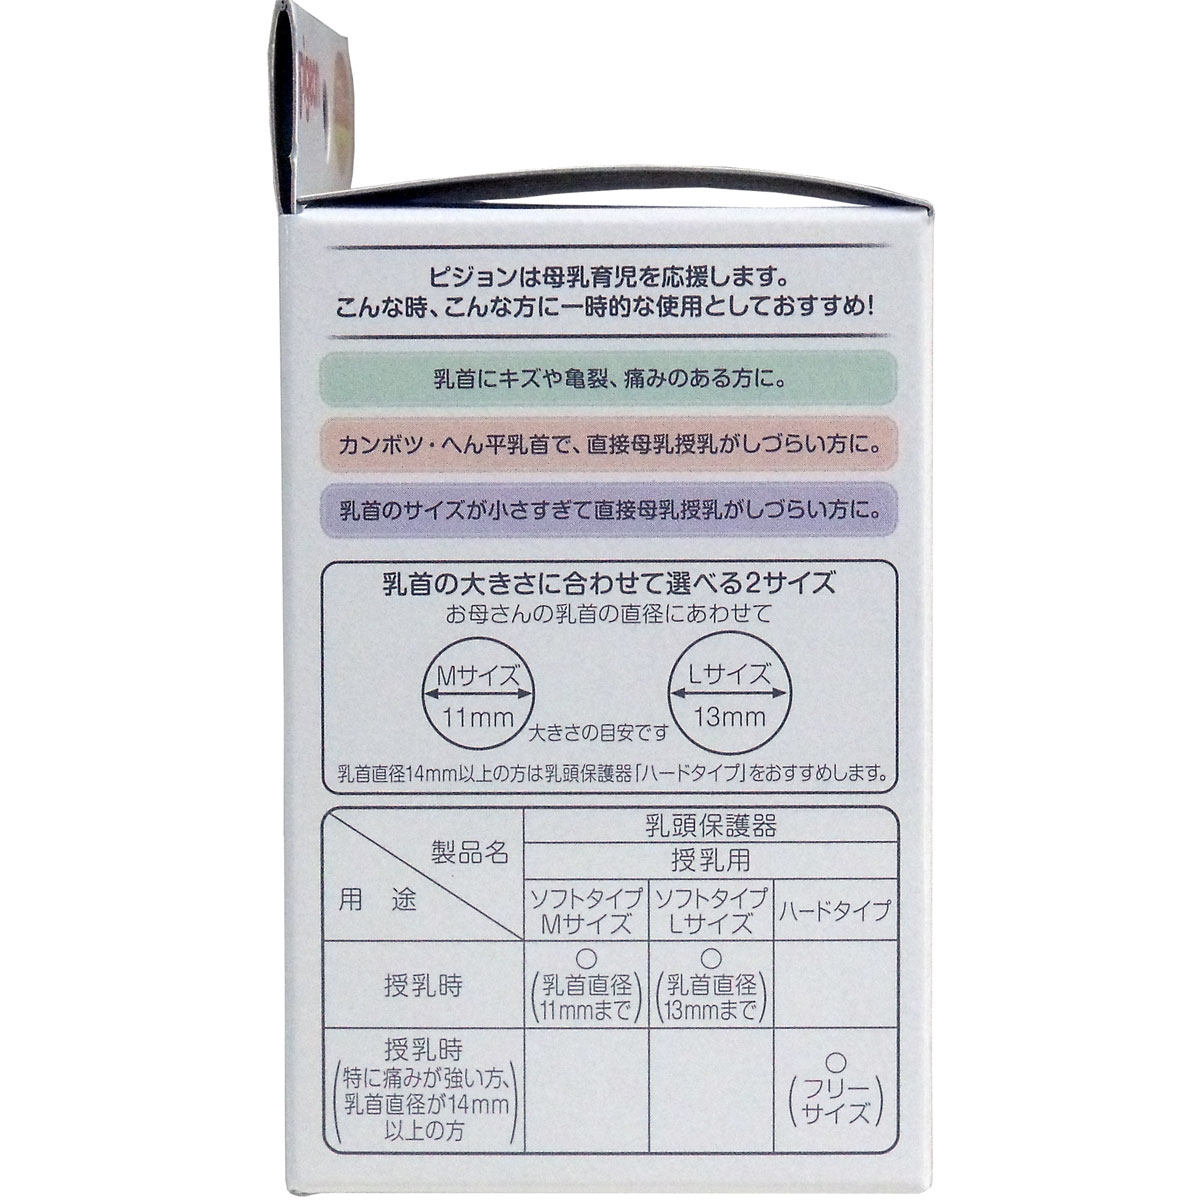 Pigeon
ピジョンは母乳育児を応援します。
こんな時、こんな方に一時的な使用としておすすめ!
乳首にキズや亀裂、痛みのある方に。
カンボツ・へん平乳首で、直接母乳授乳がしづらい方に。
乳首のサイズが小さすぎて直接母乳授乳がしづらい方に。
乳首の大きさに合わせて選べる2サイズ
お母さんの乳首の直径にあわせて
Mサイズ
11mm
Lサイズ
13mm
大きさの目安です
乳首直径14mm以上の方は乳頭保護器「ハードタイプ」をおすすめします。
製品名
用途
乳頭保護器
授乳用
ソフトタイプ
Mサイズ
ソフトタイプ
Lサイズ
ハードタイプ
授乳時
○
(乳首直径
11mmまで)
○
(乳首直径
13mmまで)
授乳時
(特に痛みが強い方、
乳首直径が14mm
以上の方)
○
(フリー
サイズ)